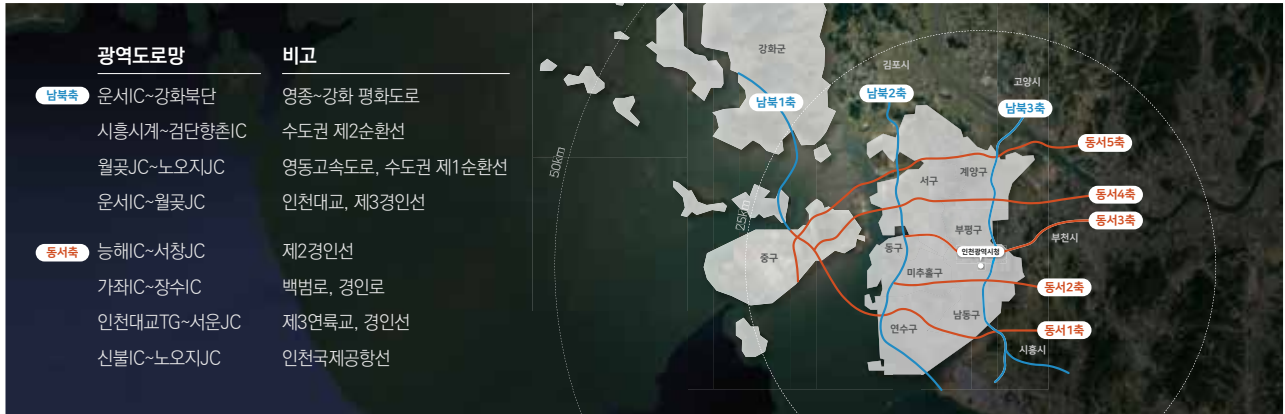 광역도로망 비고
남북축 운서IC~강화북단 영종~강화 평화도로
시흥시계~검단양촌IC 수도권 제2순환선
월곶JC~노오지JC 영동고속도로, 수도권 제1순환선
운서IC~월곶JC 인천대교, 제3경인선
동서축 능해IC~서창JC 제2경인선
가좌IC~장수IC 백범로, 경인로
인천대교TG~서운JC 제3연륙교, 경인선
신불IC~노오지JC 인천국제공항선
강화군
김포시
고양시
남북1축
남북2축
남북3축
동서5축
50km
서구
계양구
동서4축
25km
동서3축
부평구
부천시
동구
인천광역시청
중구
미추홀구
동서2축
남동구
연수구
동서1축
시흥시